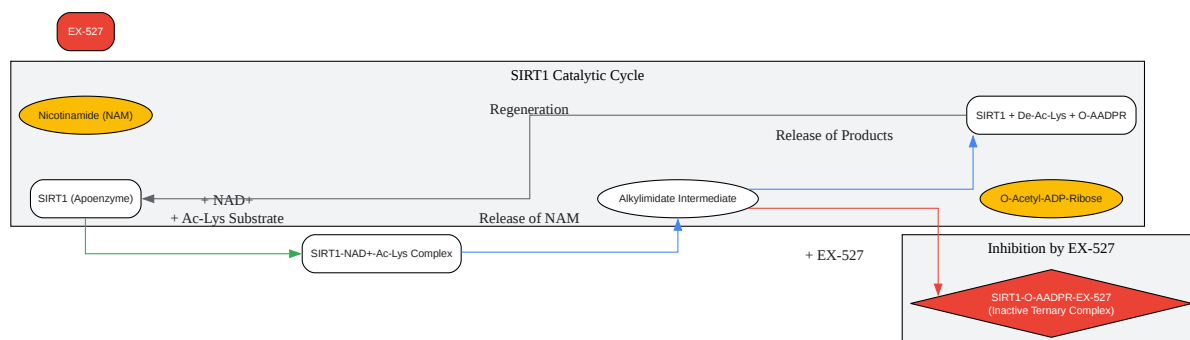 EX-527
SIRT1 Catalytic Cycle
Nicotinamide (NAM)
Regeneration
SIRT1 + De-Ac-Lys + O-AADPR
Release of Products
SIRT1 (Apoenzyme)
+ NAD+
+ Ac-Lys Substrate
Release of NAM
Alkylimidate Intermediate
O-Acetyl-ADP-Ribose
SIRT1-NAD+-Ac-Lys Complex
+ EX-527
Inhibition by EX-527
SIRT1-O-AADPR-EX-527
(Inactive Ternary Complex)